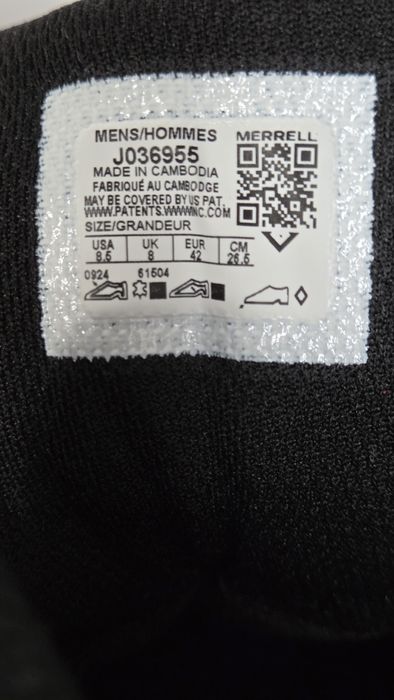 MENS/HOMMES
MERRELL
J036955
MADE IN CAMBODIA
FABRIQUÉ AU CAMBODGE
MAY BE COVERED BY US PAT.
WWW.PATENTS.WWWINC.COM
SIZE/GRANDEUR
USA UK EUR CM
8.5 8 42 26.5
0924 61504